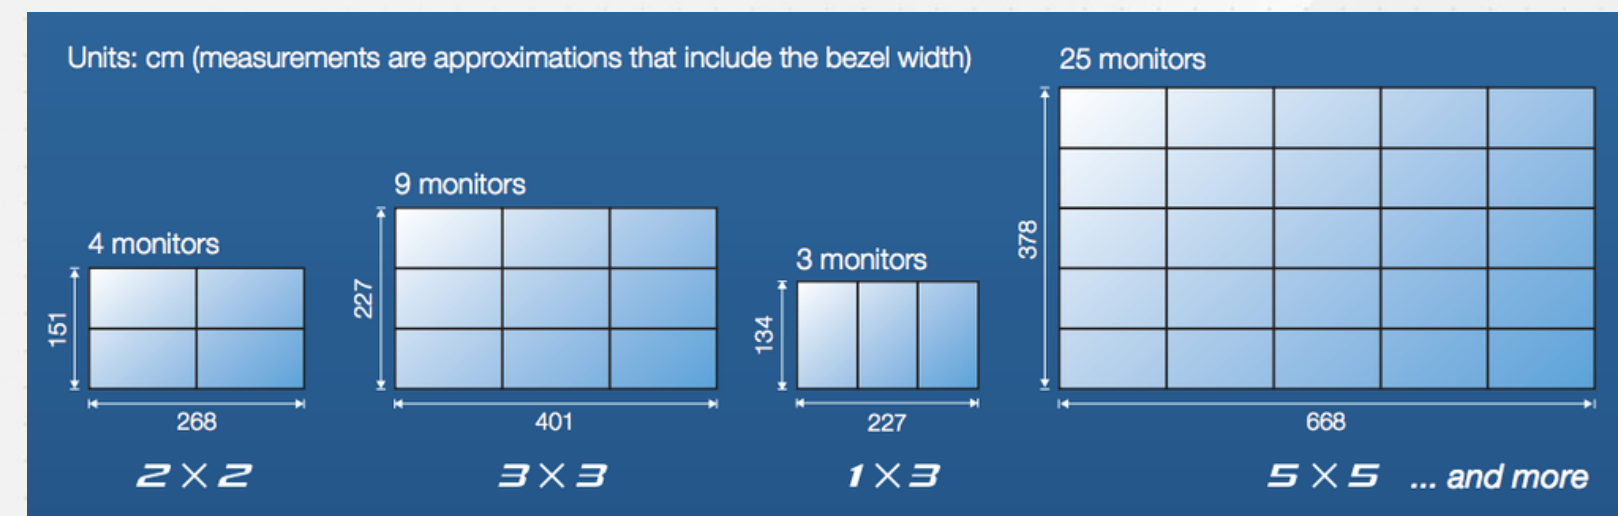 Units: cm (measurements are approximations that include the bezel width)
25 monitors
9 monitors
4 monitors
3 monitors
151
227
134
378
268
401
227
668
2 × 2
3 × 3
1 × 3
5 × 5 ... and more